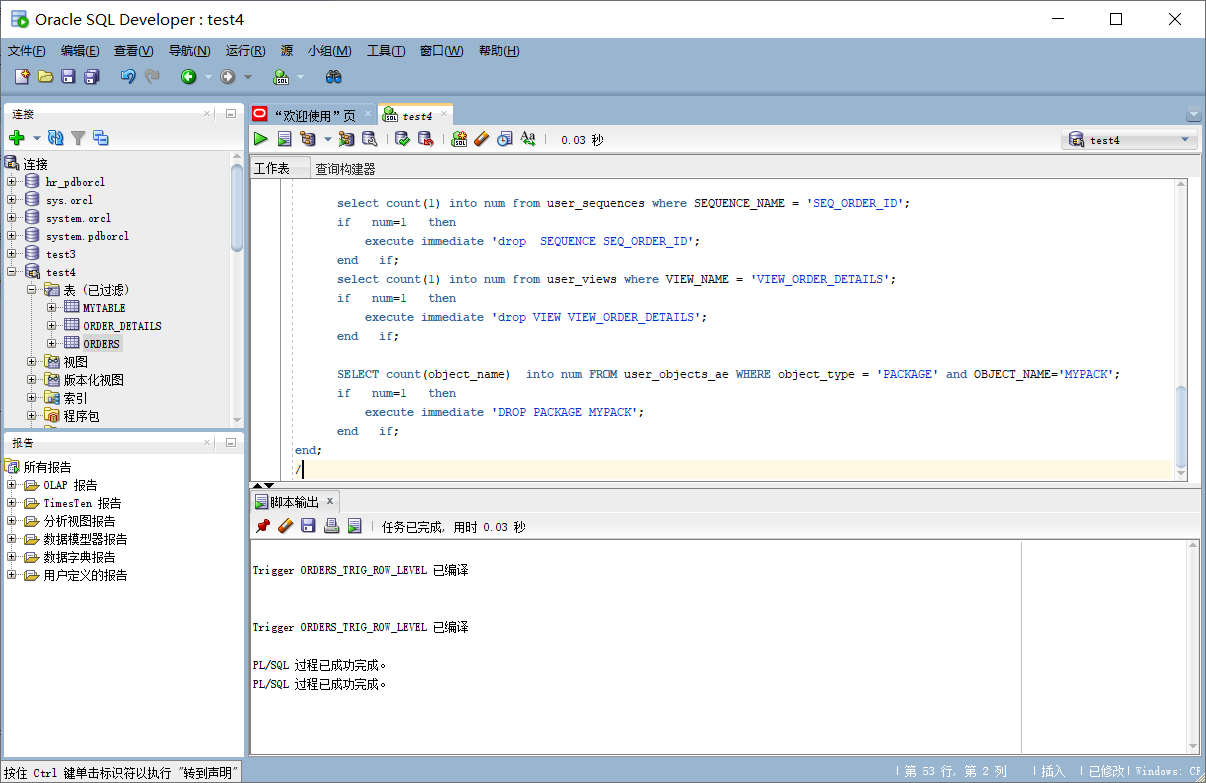 Oracle SQL Developer : test4
文件(F) 编辑(E) 查看(V) 导航(N) 运行(R) 源 小组(M) 工具(T) 窗口(W) 帮助(H)
连接
连接
hr_pdborcl
sys.orcl
system.orcl
system.pdborcl
test3
test4
表 (已过滤)
MYTABLE
ORDER_DETAILS
ORDERS
视图
版本化视图
索引
程序包
报告
所有报告
OLAP 报告
TimesTen 报告
分析视图报告
数据模型器报告
数据字典报告
用户定义的报告
“欢迎使用”页 test4
0.03 秒 test4
工作表 查询构建器
select count(1) into num from user_sequences where SEQUENCE_NAME = 'SEQ_ORDER_ID';
if num=1 then
execute immediate 'drop SEQUENCE SEQ_ORDER_ID';
end if;
select count(1) into num from user_views where VIEW_NAME = 'VIEW_ORDER_DETAILS';
if num=1 then
execute immediate 'drop VIEW VIEW_ORDER_DETAILS';
end if;
SELECT count(object_name) into num FROM user_objects_ae WHERE object_type = 'PACKAGE' and OBJECT_NAME='MYPACK';
if num=1 then
execute immediate 'DROP PACKAGE MYPACK';
end if;
end;
/
脚本输出
任务已完成, 用时 0.03 秒
Trigger ORDERS_TRIG_ROW_LEVEL 已编译
Trigger ORDERS_TRIG_ROW_LEVEL 已编译
PL/SQL 过程已成功完成。
PL/SQL 过程已成功完成。
按住 Ctrl 键单击标识符以执行 "转到声明" 第 53 行, 第 2 列 插入 已修改 Windows: CR